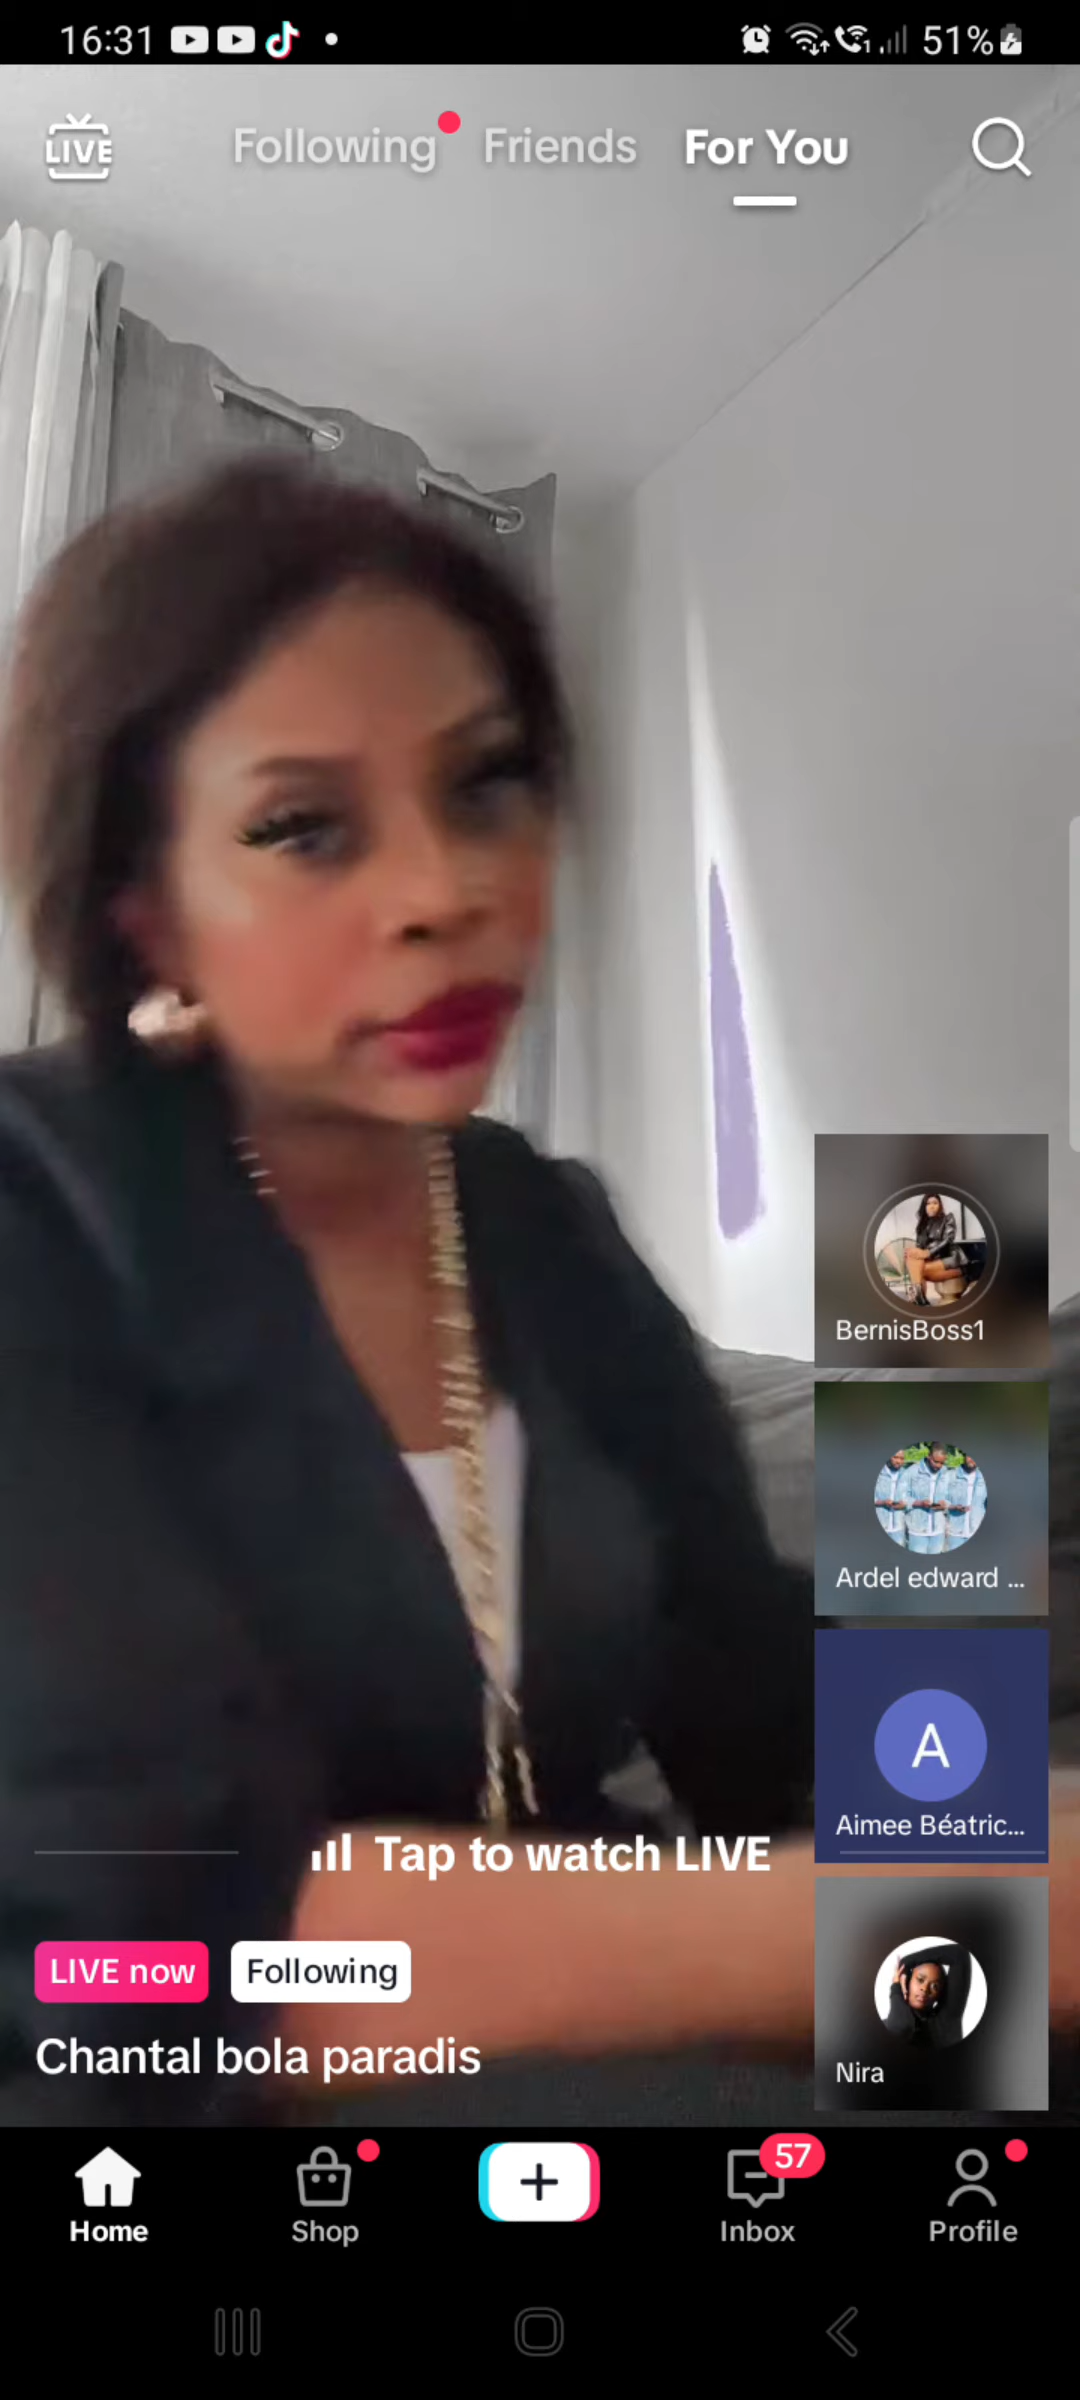 16:31
51%
LIVE
Following Friends For You
BernisBoss1
Ardel edward ...
A
Aimee Béatric...
Tap to watch LIVE
LIVE now Following
Chantal bola paradis
Nira
Home
Shop
57
Inbox
Profile